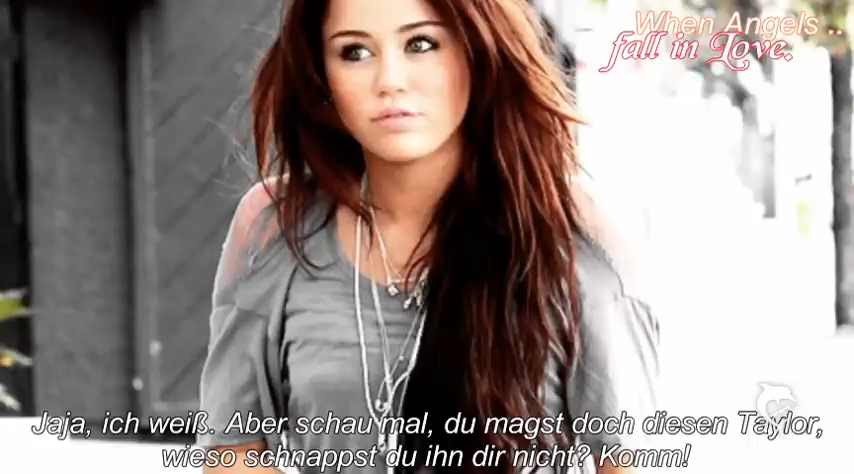 When Angels ..
fall in Love.
Jaja, ich weiß. Aber schau mal, du magst doch diesen Taylor,
wieso schnappst du ihn dir nicht? Komm!